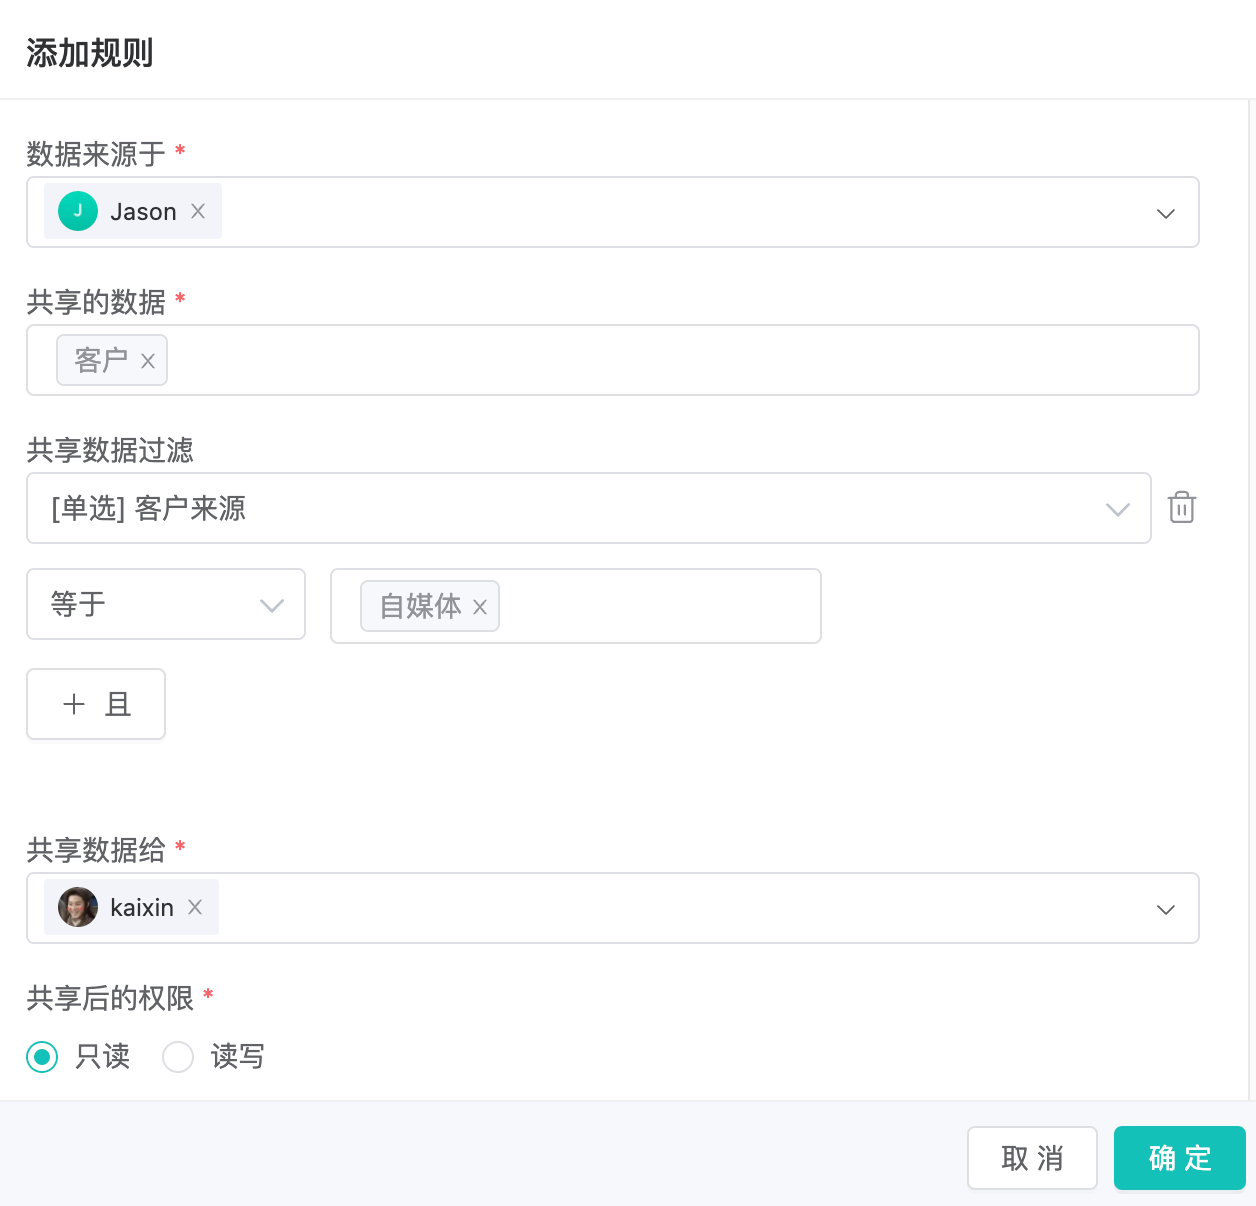 添加规则
数据来源于 *
J Jason
共享的数据 *
客户
共享数据过滤
[单选] 客户来源
等于 自媒体
且
共享数据给 *
kaixin
共享后的权限 *
只读 读写
取 消 确 定